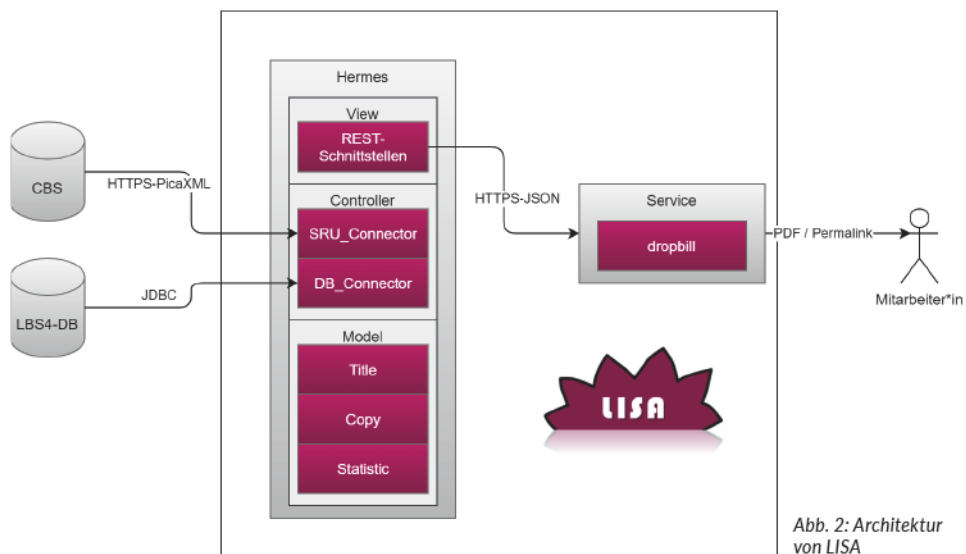 Hermes
View
REST-
Schnittstellen
CBS
HTTPS-PicaXML
HTTPS-JSON
Controller
SRU_Connector
DB_Connector
Service
dropbill
PDF / Permalink
Mitarbeiter*in
LBS4-DB
JDBC
Model
Title
Copy
Statistic
LISA
Abb. 2: Architektur
von LISA